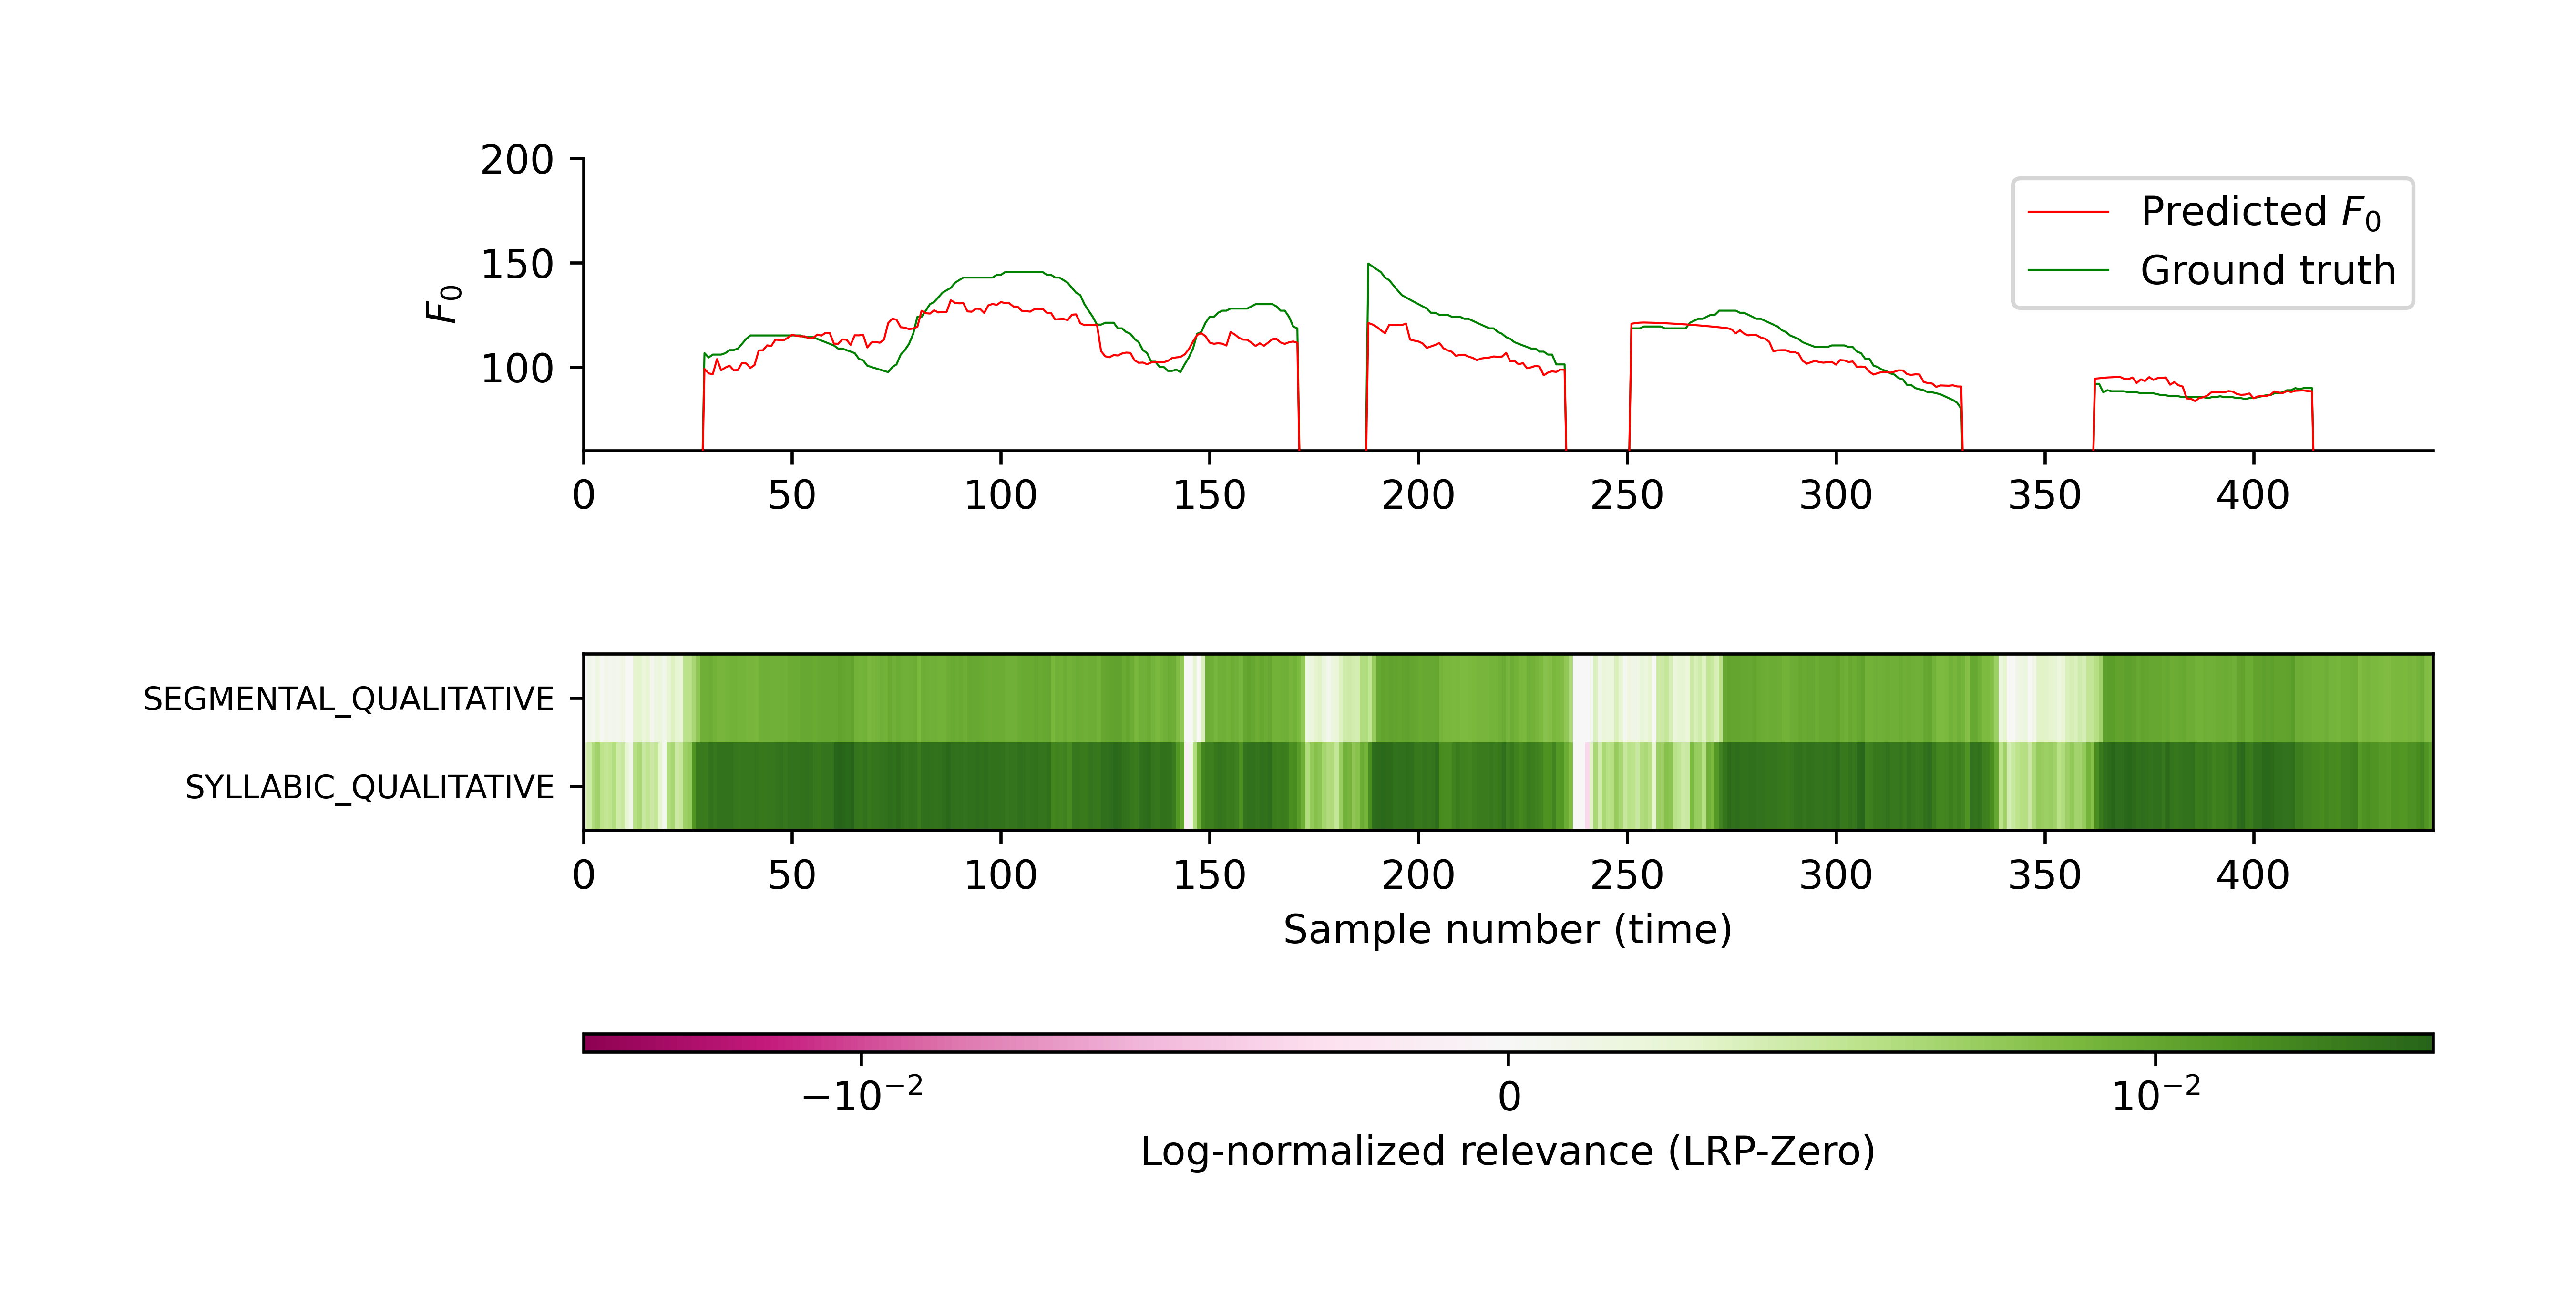 200
150
100
F₀
Predicted F₀
Ground truth
0 50 100 150 200 250 300 350 400
SEGMENTAL_QUALITATIVE
SYLLABIC_QUALITATIVE
0 50 100 150 200 250 300 350 400
Sample number (time)
−10⁻² 0 10⁻²
Log-normalized relevance (LRP-Zero)